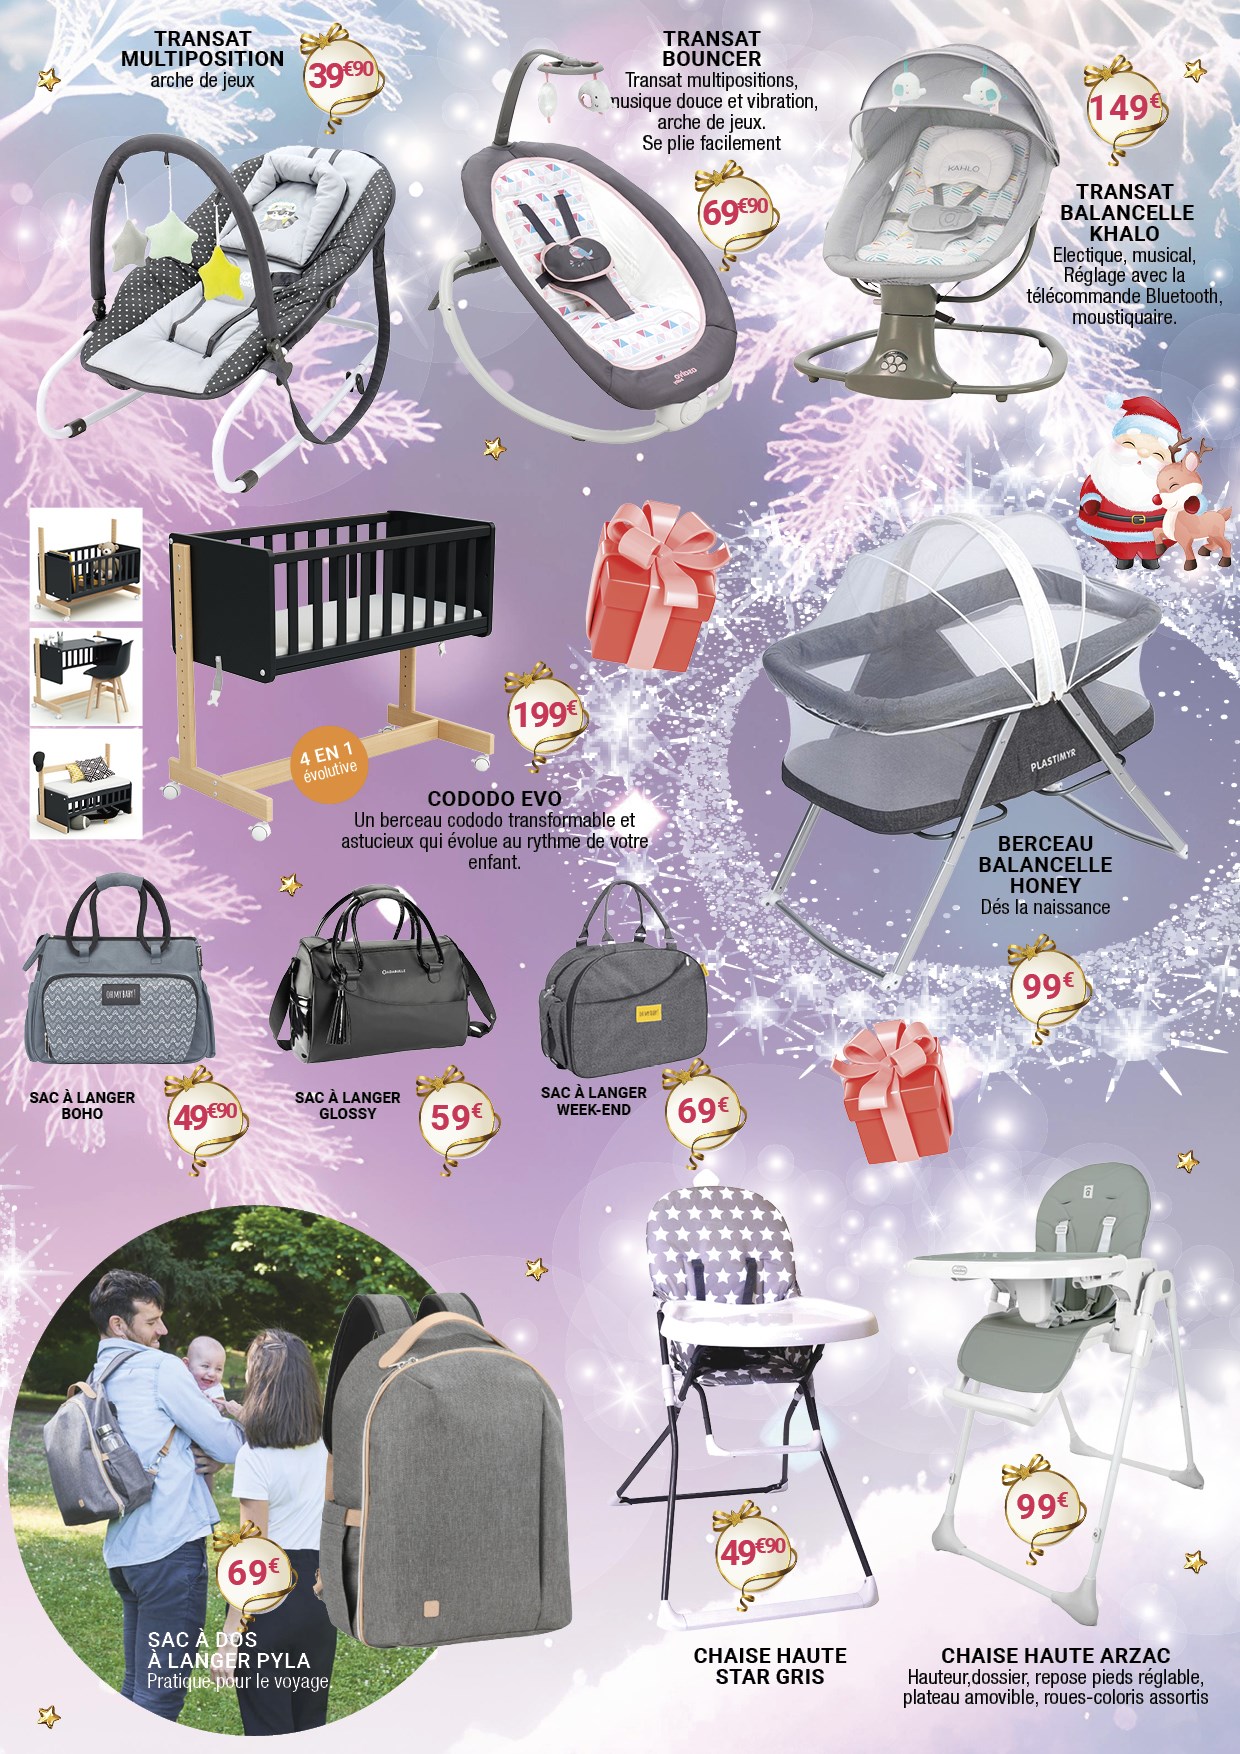 TRANSAT
MULTIPOSITION
arche de jeux
39€90
TRANSAT
BOUNCER
Transat multipositions,
musique douce et vibration,
arche de jeux.
Se plie facilement
69€90
149€
KAHLO
TRANSAT
BALANCELLE
KHALO
Electique, musical,
Réglage avec la
télécommande Bluetooth,
moustiquaire.
199€
4 EN 1
évolutive
CODODO EVO
Un berceau cododo transformable et
astucieux qui évolue au rythme de votre
enfant.
PLASTIMYR
BERCEAU
BALANCELLE
HONEY
Dés la naissance
99€
OH MY BABY!
SAC À LANGER
BOHO
49€90
SAC À LANGER
GLOSSY
59€
SAC À LANGER
WEEK-END
69€
69€
SAC À DOS
À LANGER PYLA
Pratique pour le voyage.
49€90
CHAISE HAUTE
STAR GRIS
99€
CHAISE HAUTE ARZAC
Hauteur,dossier, repose pieds réglable,
plateau amovible, roues-coloris assortis